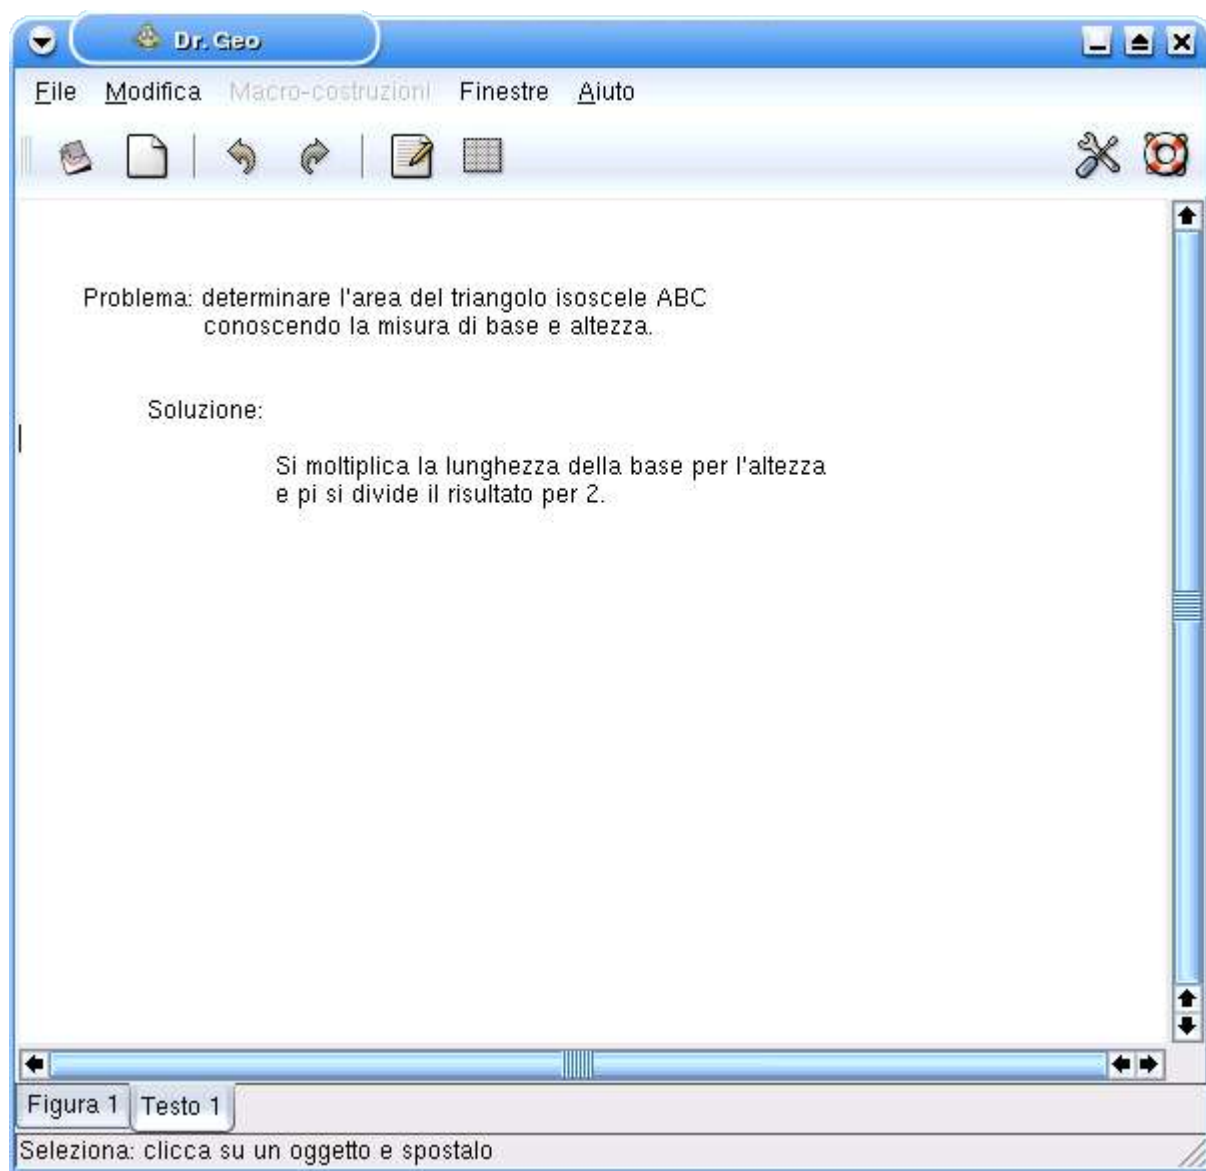 Dr. Geo
File Modifica Macro-costruzioni Finestre Aiuto
Problema: determinare l'area del triangolo isoscele ABC
conoscendo la misura di base e altezza.
Soluzione:
Si moltiplica la lunghezza della base per l'altezza
e pi si divide il risultato per 2.
Figura 1 Testo 1
Seleziona: clicca su un oggetto e spostalo